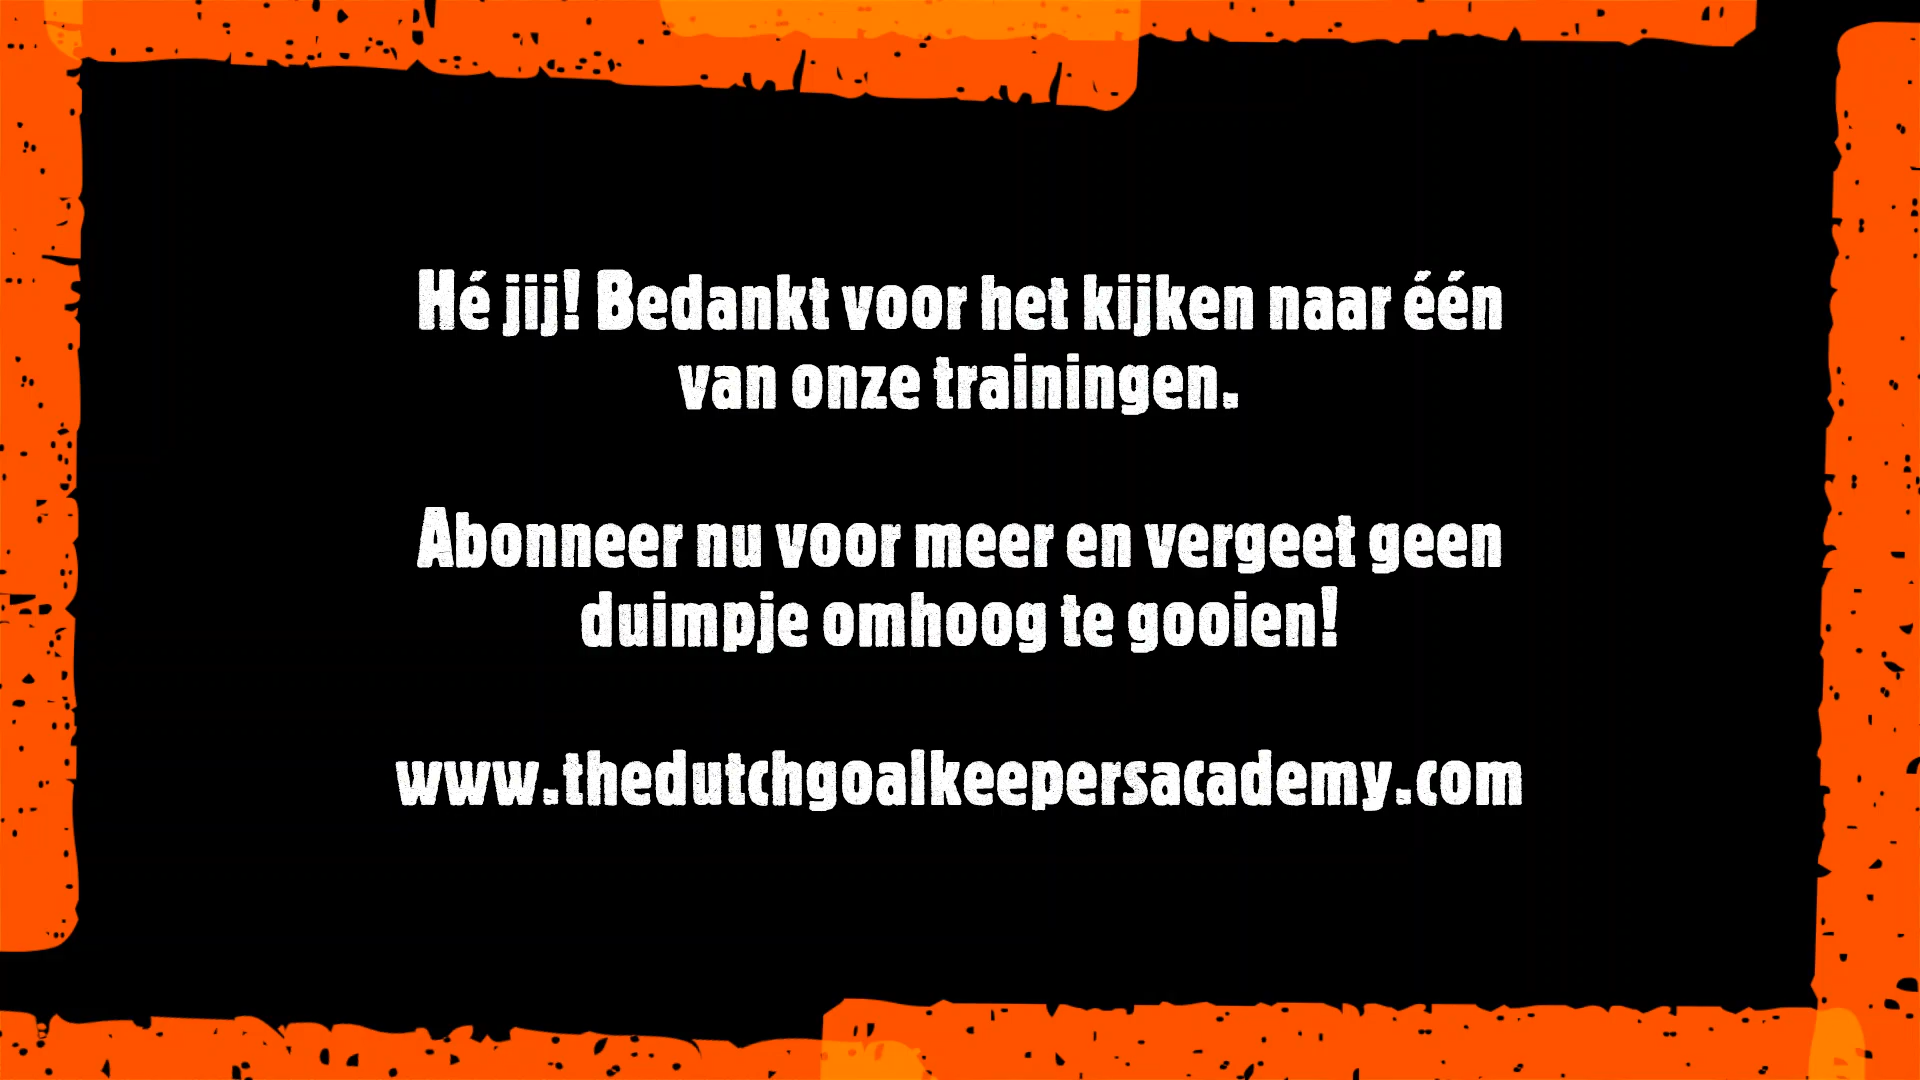 Hé jij! Bedankt voor het kijken naar één
van onze trainingen.
Abonneer nu voor meer en vergeet geen
duimpje omhoog te gooien!
www.thedutchgoalkeepersacademy.com